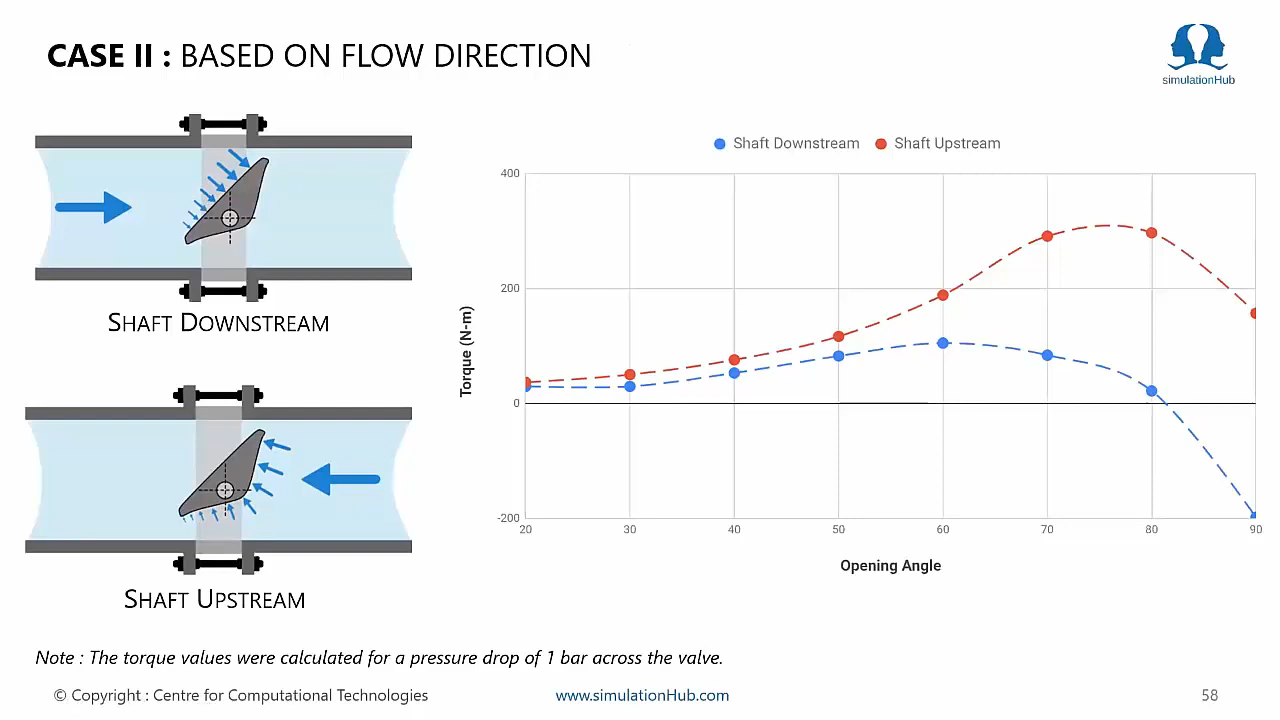 CASE II : BASED ON FLOW DIRECTION
simulationHub
SHAFT DOWNSTREAM
SHAFT UPSTREAM
Shaft Downstream
Shaft Upstream
Torque (N-m)
400
200
0
-200
20
30
40
50
60
70
80
90
Opening Angle
Note : The torque values were calculated for a pressure drop of 1 bar across the valve.
© Copyright : Centre for Computational Technologies
www.simulationHub.com
58